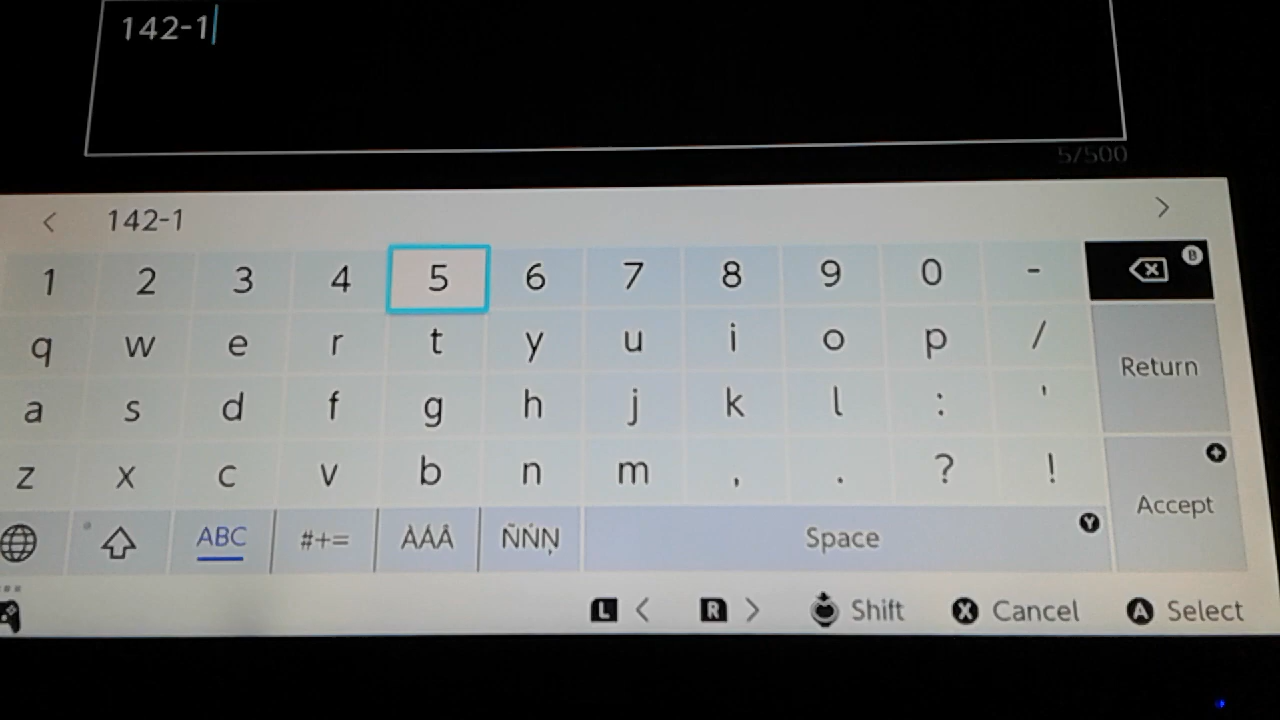 142-1
5/500
< 142-1 >
1 2 3 4 5 6 7 8 9 0 - B
q w e r t y u i o p / Return
a s d f g h j k l : '
z x c v b n m , . ? ! Accept
ABC #+= ÀÁÂ ÑŃŅ Space Y
L < R > Shift X Cancel A Select